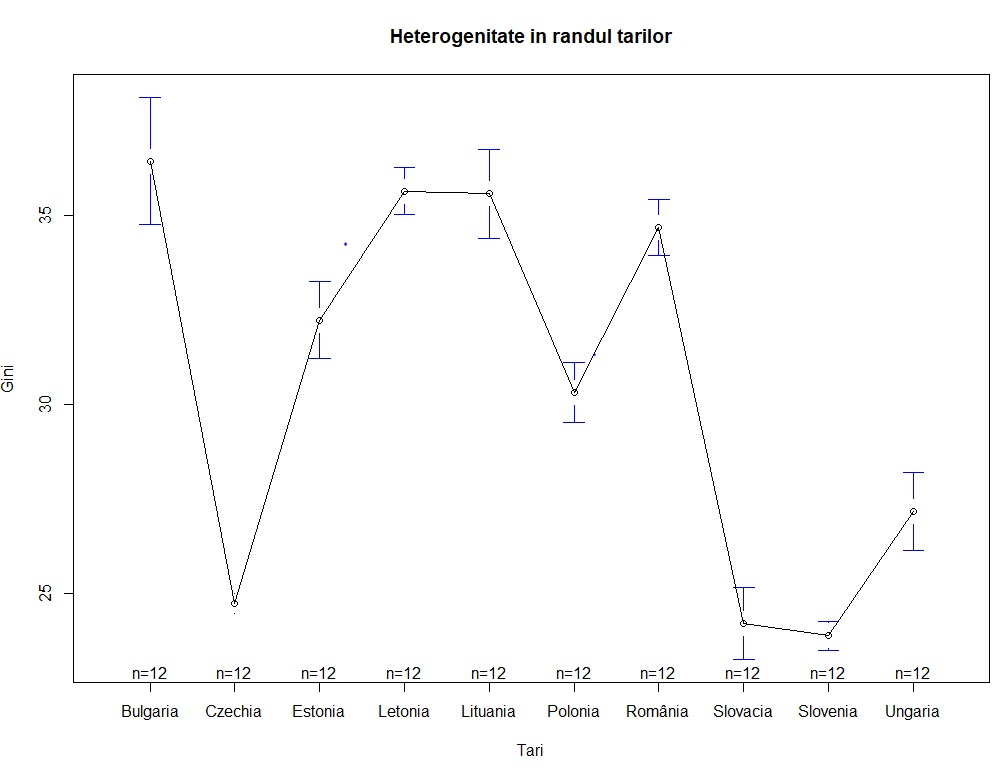 Heterogenitate in randul tarilor
Gini
35
30
25
n=12 n=12 n=12 n=12 n=12 n=12 n=12 n=12 n=12 n=12
Bulgaria Czechia Estonia Letonia Lituania Polonia România Slovacia Slovenia Ungaria
Tari